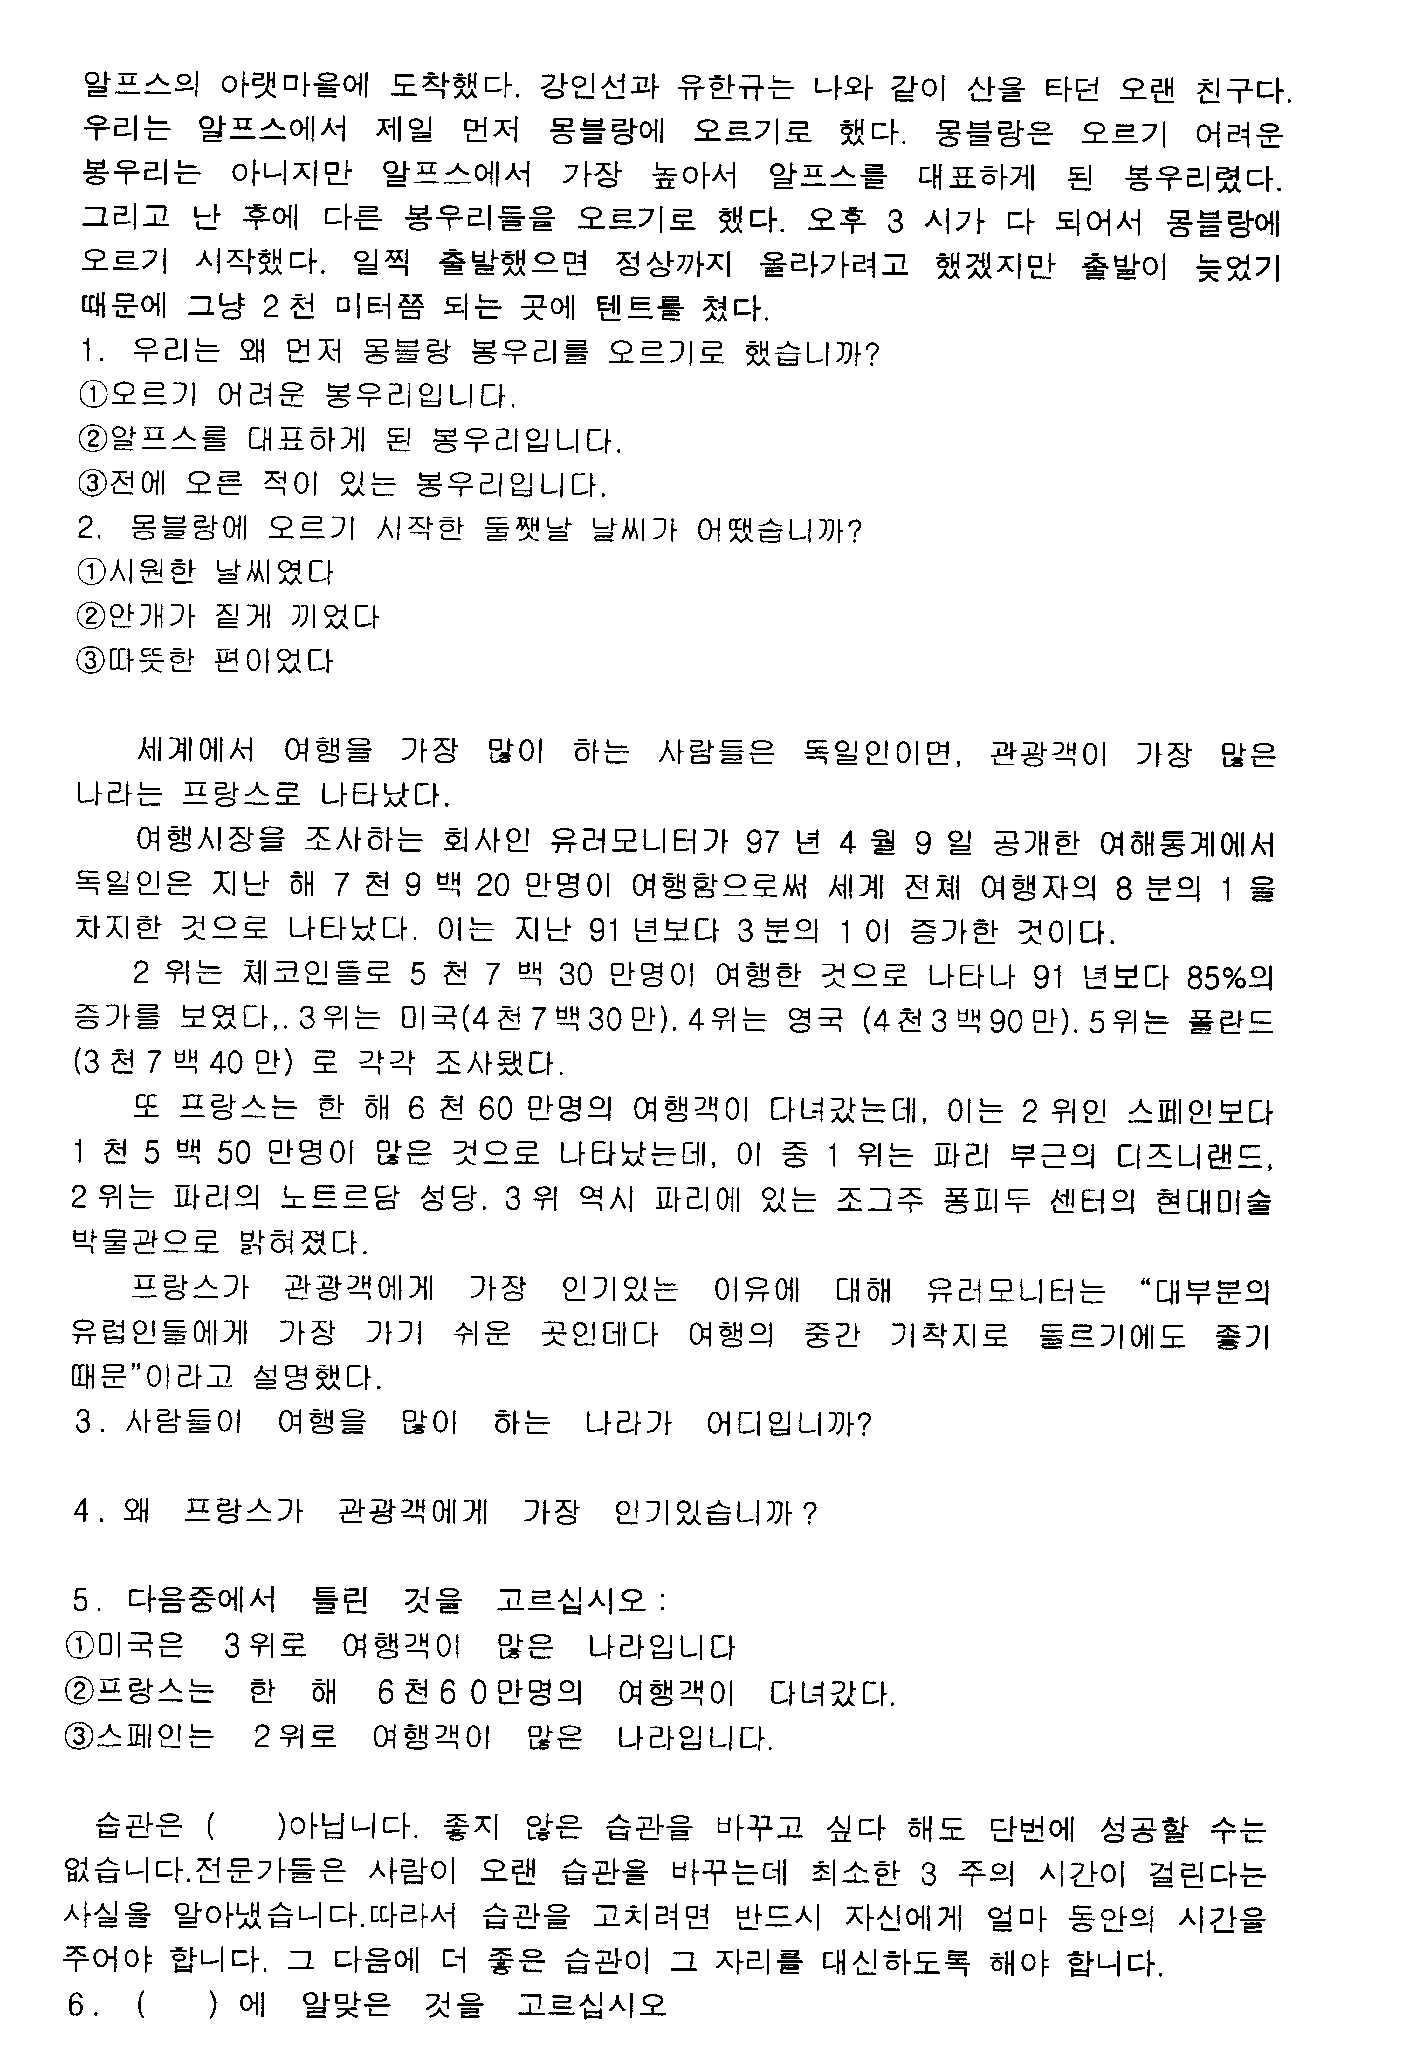 알프스의 아랫마을에 도착했다. 강인선과 유한규는 나와 같이 산을 타던 오랜 친구다.
우리는 알프스에서 제일 먼저 몽블랑에 오르기로 했다. 몽블랑은 오르기 어려운
봉우리는 아니지만 알프스에서 가장 높아서 알프스를 대표하게 된 봉우리렸다.
그리고 난 후에 다른 봉우리들을 오르기로 했다. 오후 3 시가 다 되어서 몽블랑에
오르기 시작했다. 일찍 출발했으면 정상까지 올라가려고 했겠지만 출발이 늦었기
때문에 그냥 2 천 미터쯤 되는 곳에 텐트를 쳤다.
1. 우리는 왜 먼저 몽블랑 봉우리를 오르기로 했습니까?
①오르기 어려운 봉우리입니다.
②알프스를 대표하게 된 봉우리입니다.
③전에 오른 적이 있는 봉우리입니다.
2. 몽블랑에 오르기 시작한 둘쨋날 날씨가 어땠습니까?
①시원한 날씨였다
②안개가 짙게 끼었다
③따뜻한 편이었다
세계에서 여행을 가장 많이 하는 사람들은 독일인이면, 관광객이 가장 많은
나라는 프랑스로 나타났다.
여행시장을 조사하는 회사인 유러모니터가 97 년 4 월 9 일 공개한 여해통계에서
독일인은 지난 해 7 천 9 백 20 만명이 여행함으로써 세계 전체 여행자의 8 분의 1 을
차지한 것으로 나타났다. 이는 지난 91 년보다 3 분의 1 이 증가한 것이다.
2 위는 체코인들로 5 천 7 백 30 만명이 여행한 것으로 나타나 91 년보다 85%의
증가를 보였다,. 3 위는 미국(4 천 7 백 30 만). 4 위는 영국 (4 천 3 백 90 만). 5 위는 폴란드
(3 천 7 백 40 만) 로 각각 조사됐다.
또 프랑스는 한 해 6 천 60 만명의 여행객이 다녀갔는데, 이는 2 위인 스페인보다
1 천 5 백 50 만명이 많은 것으로 나타났는데, 이 중 1 위는 파리 부근의 디즈니랜드,
2 위는 파리의 노트르담 성당. 3 위 역시 파리에 있는 조그주 퐁피두 센터의 현대미술
박물관으로 밝혀졌다.
프랑스가 관광객에게 가장 인기있는 이유에 대해 유러모니터는 “대부분의
유럽인들에게 가장 가기 쉬운 곳인데다 여행의 중간 기착지로 들르기에도 좋기
때문”이라고 설명했다.
3. 사람들이 여행을 많이 하는 나라가 어디입니까?
4. 왜 프랑스가 관광객에게 가장 인기있습니까?
5. 다음중에서 틀린 것을 고르십시오 :
①미국은 3위로 여행객이 많은 나라입니다
②프랑스는 한 해 6천6 0만명의 여행객이 다녀갔다.
③스페인는 2위로 여행객이 많은 나라입니다.
습관은 (    )아닙니다. 좋지 않은 습관을 바꾸고 싶다 해도 단번에 성공할 수는
없습니다.전문가들은 사람이 오랜 습관을 바꾸는데 최소한 3 주의 시간이 걸린다는
사실을 알아냈습니다.따라서 습관을 고치려면 반드시 자신에게 얼마 동안의 시간을
주어야 합니다. 그 다음에 더 좋은 습관이 그 자리를 대신하도록 해야 합니다.
6. (    ) 에 알맞은 것을 고르십시오